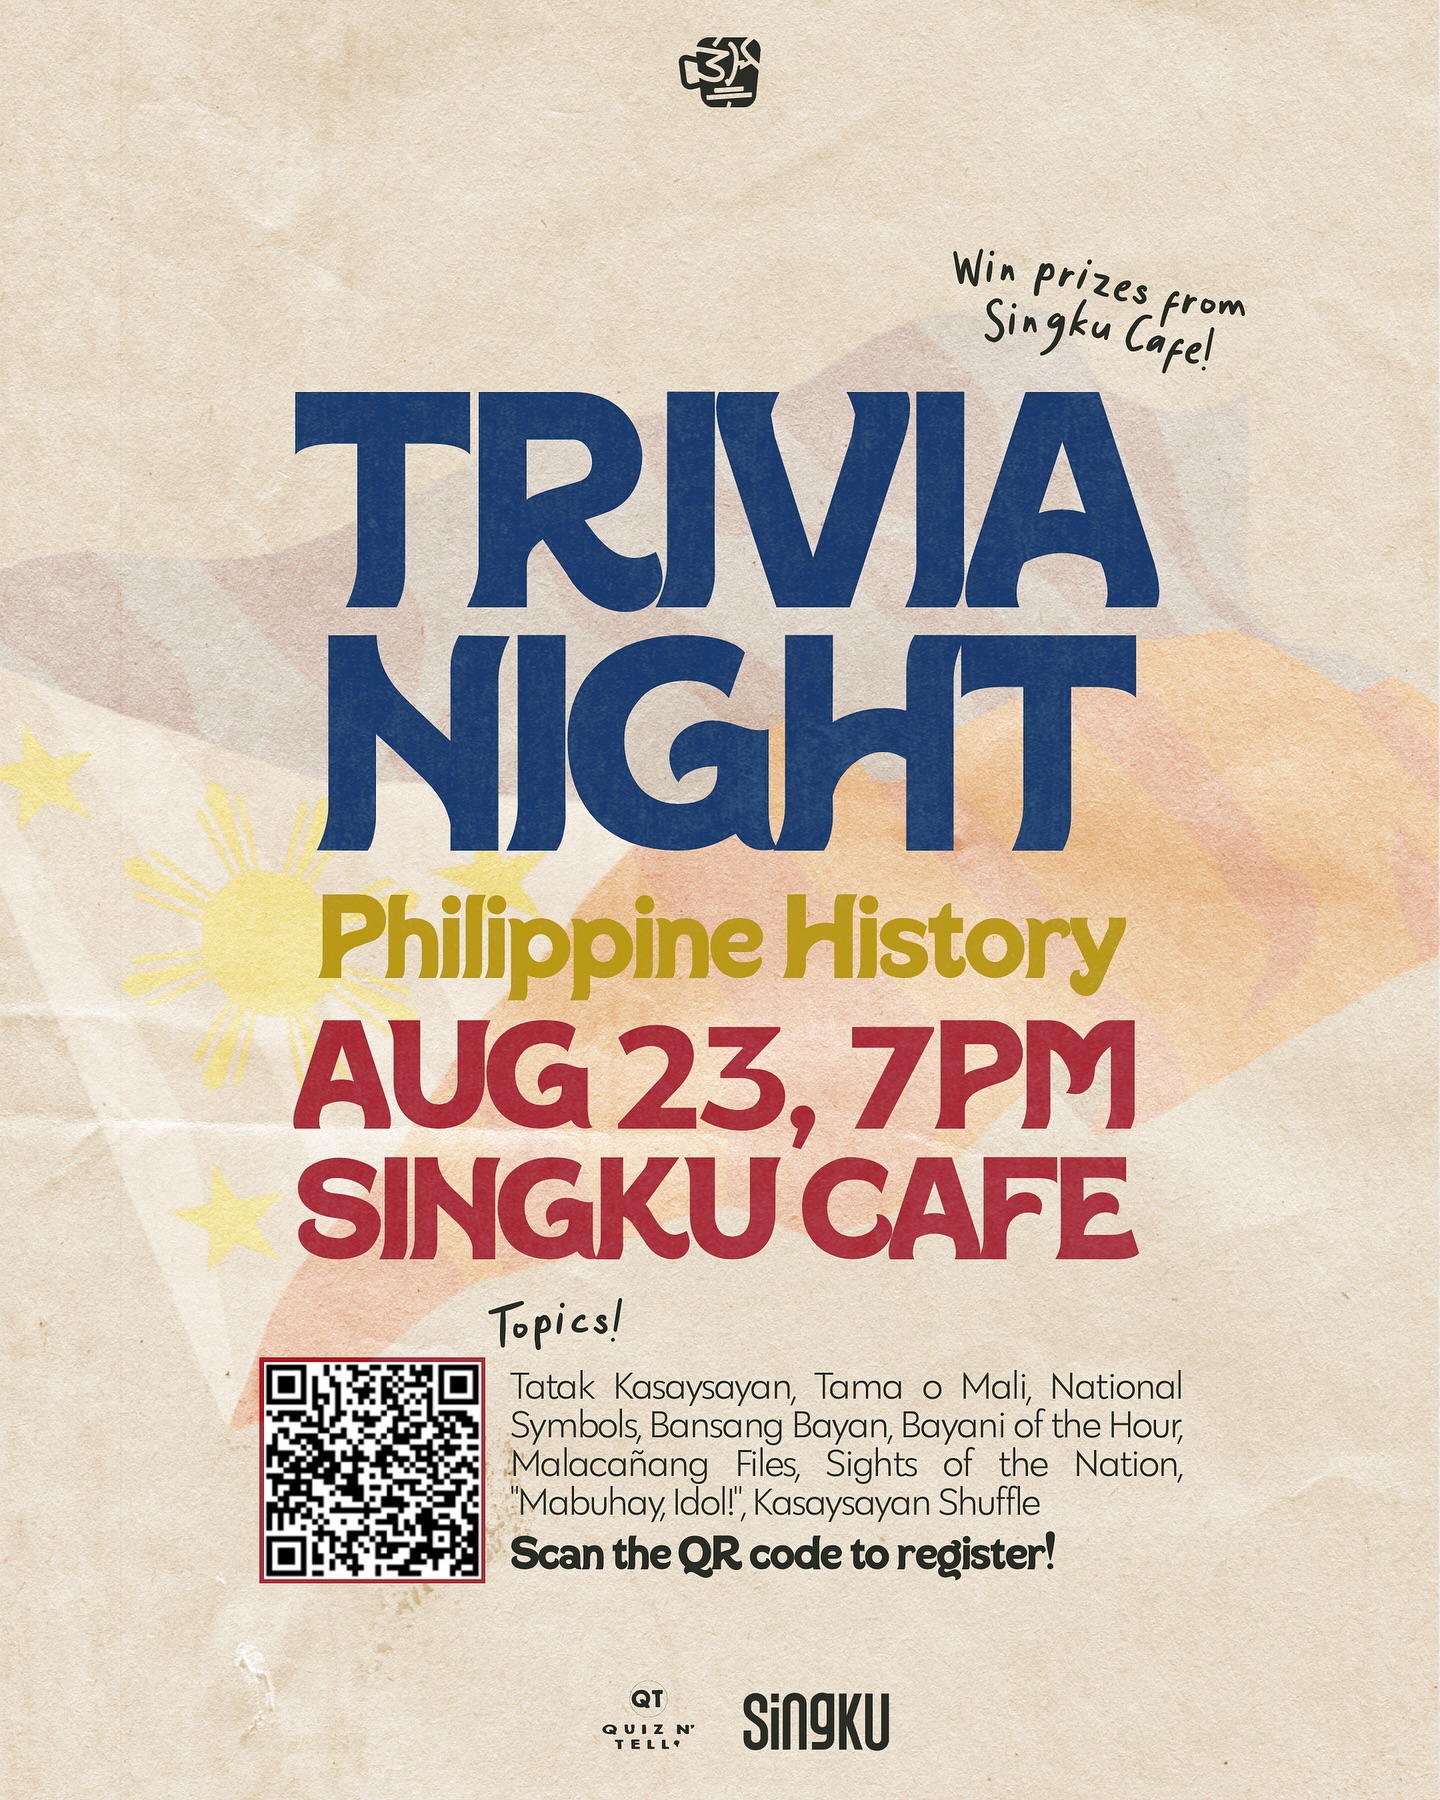 3K
Win prizes from
Singku Cafe!
TRIVIA
NIGHT
Philippine History
AUG 23, 7PM
SINGKU CAFE
Topics!
Tatak Kasaysayan, Tama o Mali, National
Symbols, Bansang Bayan, Bayani of the Hour,
Malacañang Files, Sights of the Nation,
"Mabuhay, Idol!", Kasaysayan Shuffle
Scan the QR code to register!
QT
QUIZ N'
TELL?
SingKU